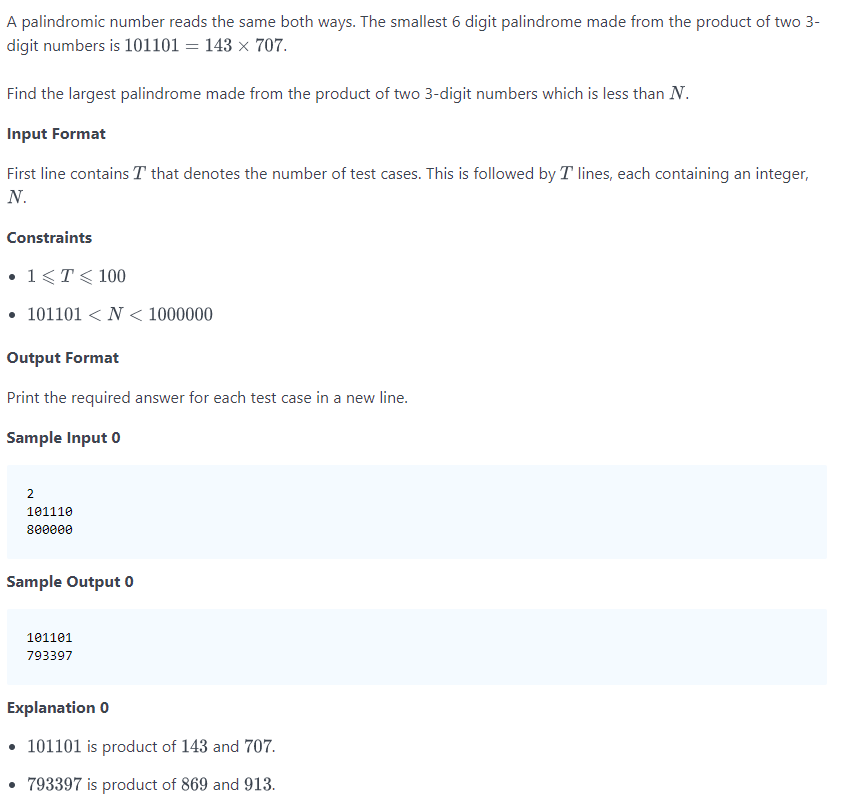 A palindromic number reads the same both ways. The smallest 6 digit palindrome made from the product of two 3-
digit numbers is 101101 = 143 × 707.
Find the largest palindrome made from the product of two 3-digit numbers which is less than N.
Input Format
First line contains T that denotes the number of test cases. This is followed by T lines, each containing an integer,
N.
Constraints
• 1 ⩽ T ⩽ 100
• 101101 < N < 1000000
Output Format
Print the required answer for each test case in a new line.
Sample Input 0
2
101110
800000
Sample Output 0
101101
793397
Explanation 0
• 101101 is product of 143 and 707.
• 793397 is product of 869 and 913.